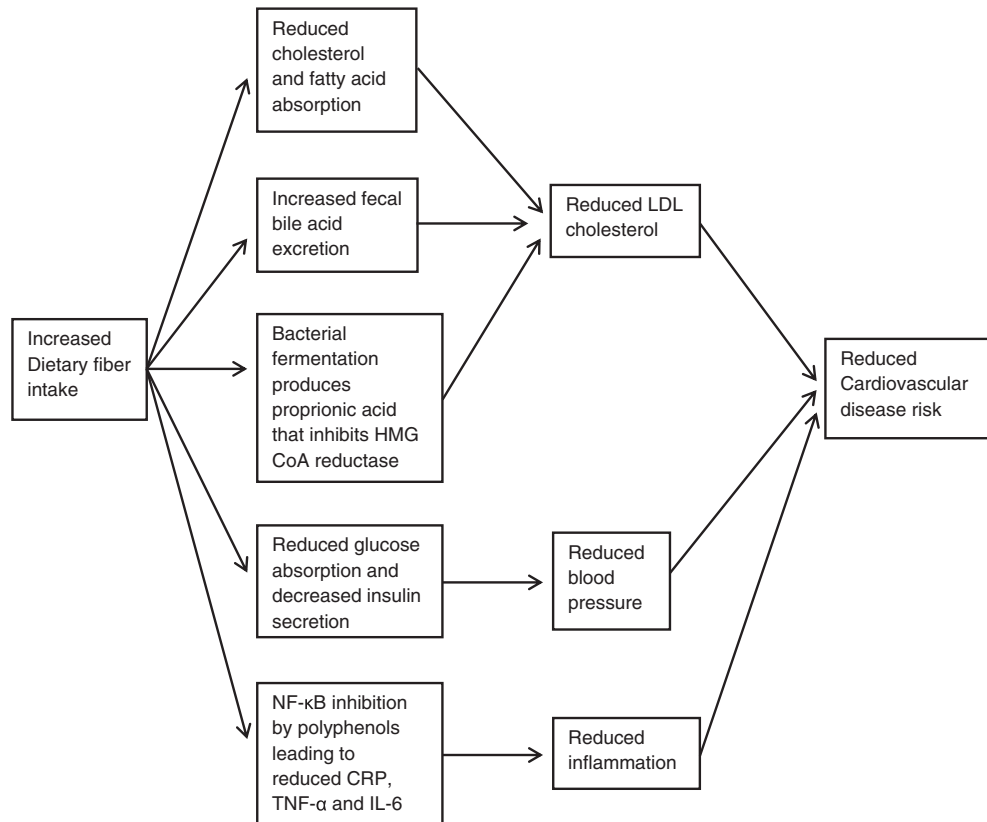 Reduced
cholesterol
and fatty acid
absorption
Increased fecal
bile acid
excretion
Reduced LDL
cholesterol
Increased
Dietary fiber
intake
Bacterial
fermentation
produces
proprionic acid
that inhibits HMG
CoA reductase
Reduced
Cardiovascular
disease risk
Reduced glucose
absorption and
decreased insulin
secretion
Reduced
blood
pressure
NF-κB inhibition
by polyphenols
leading to
reduced CRP,
TNF-α and IL-6
Reduced
inflammation